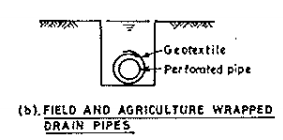 Geotextile
Perforated pipe
(b). FIELD AND AGRICULTURE WRAPPED
DRAIN PIPES